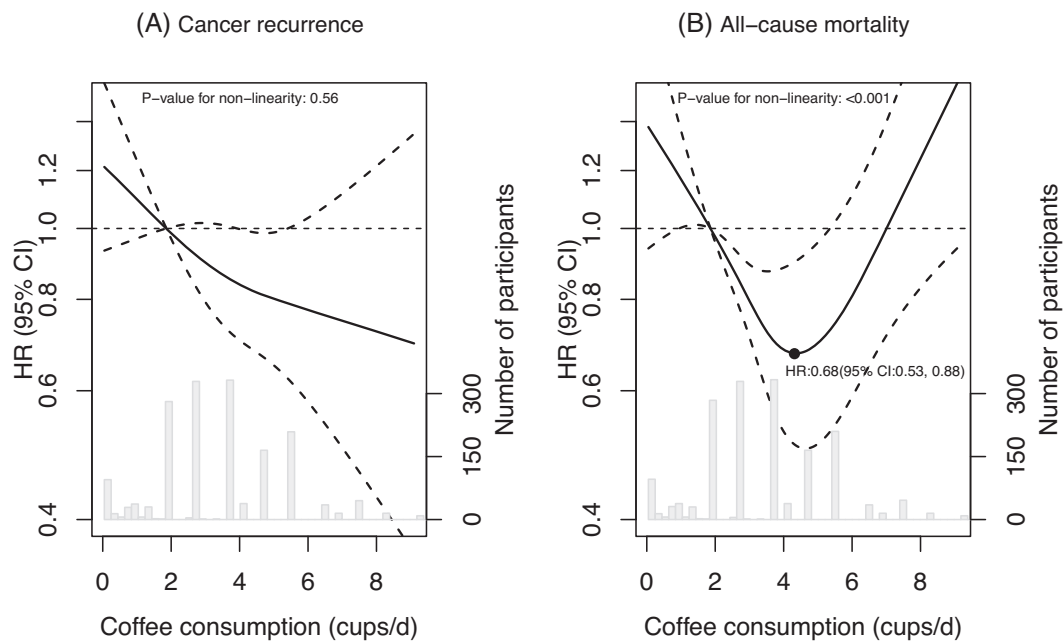 (A) Cancer recurrence
P-value for non-linearity: 0.56
HR (95% CI)
1.2
1.0
0.8
0.6
0.4
Number of participants
300
150
0
0 2 4 6 8
Coffee consumption (cups/d)
(B) All-cause mortality
P-value for non-linearity: <0.001
HR (95% CI)
1.2
1.0
0.8
0.6
0.4
HR:0.68(95% CI:0.53, 0.88)
Number of participants
300
150
0
0 2 4 6 8
Coffee consumption (cups/d)